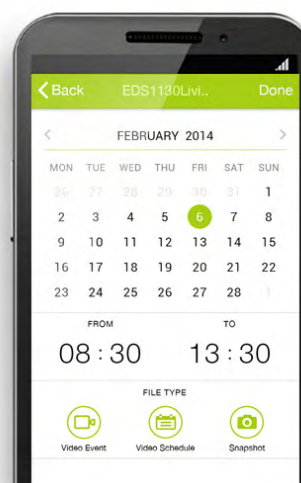 Back EDS1130Livi.. Done
< FEBRUARY 2014 >
MON TUE WED THU FRI SAT SUN
26 27 28 29 30 31 1
2 3 4 5 6 7 8
9 10 11 12 13 14 15
16 17 18 19 20 21 22
23 24 25 26 27 28 1
FROM TO
08 : 30 13 : 30
FILE TYPE
Video Event Video Schedule Snapshot